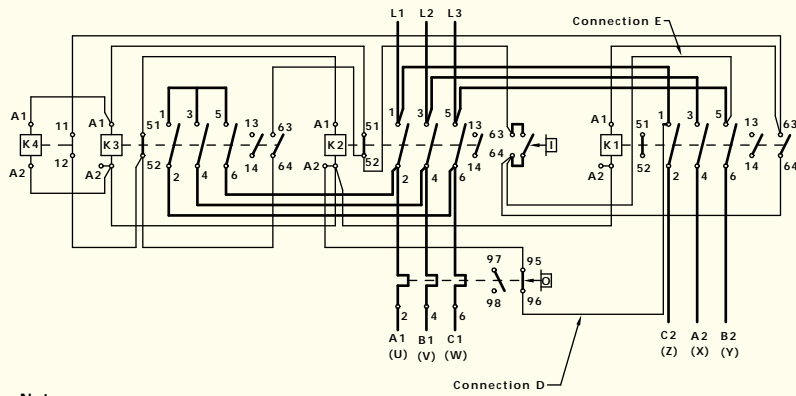 L1 L2 L3
Connection E
1 3 5
A1 A1 11 51 1 3 5 13 63 A1 51 1 3 5 13 63 A1 51 13 63
K4 K3 K2 I K1
12 52 14 64 52 14 64 52 14 64
A2 A2 2 4 6 A2 2 4 6 A2 2 4 6
97 95
O
98 96
2 4 6
A1 B1 C1 C2 A2 B2
(U) (V) (W) (Z) (X) (Y)
Connection D